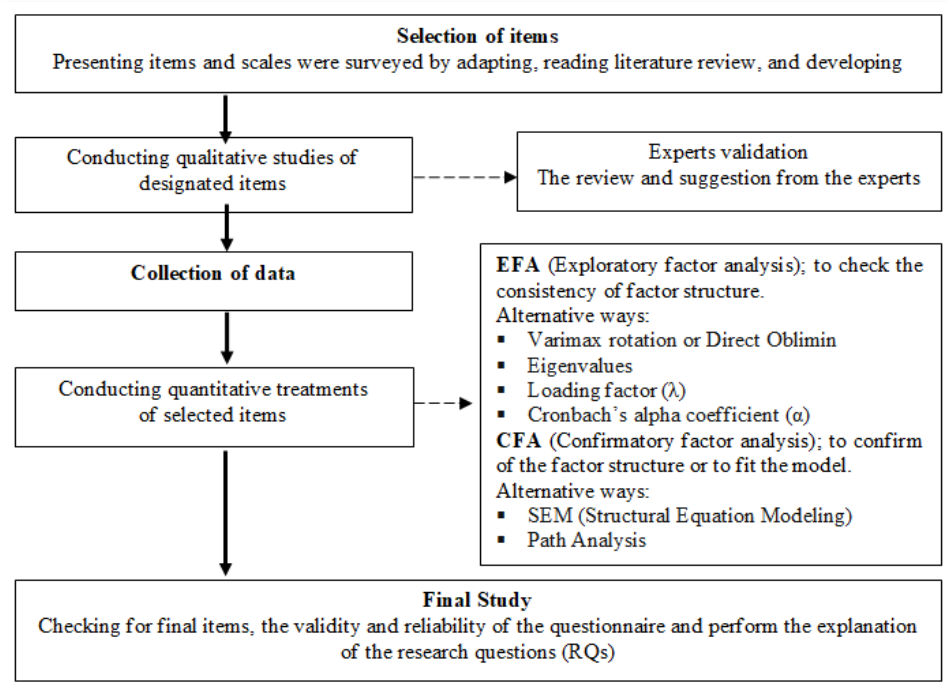 Selection of items
Presenting items and scales were surveyed by adapting, reading literature review, and developing
Conducting qualitative studies of
designated items
Experts validation
The review and suggestion from the experts
Collection of data
EFA (Exploratory factor analysis); to check the
consistency of factor structure.
Alternative ways:
▪ Varimax rotation or Direct Oblimin
▪ Eigenvalues
▪ Loading factor (λ)
▪ Cronbach’s alpha coefficient (α)
CFA (Confirmatory factor analysis); to confirm
of the factor structure or to fit the model.
Alternative ways:
▪ SEM (Structural Equation Modeling)
▪ Path Analysis
Conducting quantitative treatments
of selected items
Final Study
Checking for final items, the validity and reliability of the questionnaire and perform the explanation
of the research questions (RQs)